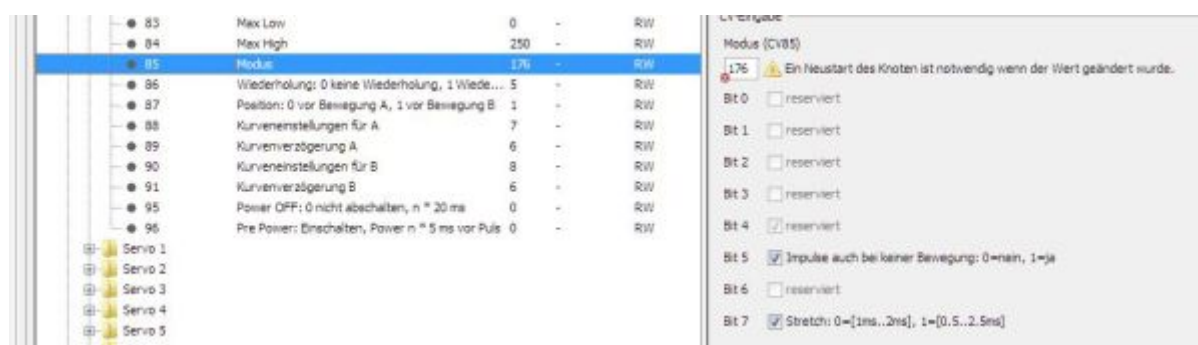 83 Max Low 0 - RW
84 Max High 250 - RW
85 Modus 176 - RW
86 Wiederholung: 0 keine Wiederholung, 1 Wiede... 5 - RW
87 Position: 0 vor Bewegung A, 1 vor Bewegung B 1 - RW
88 Kurveneinstellungen für A 7 - RW
89 Kurvenverzögerung A 6 - RW
90 Kurveneinstellungen für B 8 - RW
91 Kurvenverzögerung B 6 - RW
95 Power OFF: 0 nicht abschalten, n * 20 ms 0 - RW
96 Pre Power: Einschalten, Power n * 5 ms vor Puls 0 - RW
Servo 1
Servo 2
Servo 3
Servo 4
Servo 5
CV-Eingabe
Modus (CV85)
176 Ein Neustart des Knoten ist notwendig wenn der Wert geändert wurde.
Bit 0 reserviert
Bit 1 reserviert
Bit 2 reserviert
Bit 3 reserviert
Bit 4 reserviert
Bit 5 Impulse auch bei keiner Bewegung: 0=nein, 1=ja
Bit 6 reserviert
Bit 7 Stretch: 0=[1ms..2ms], 1=[0.5..2.5ms]